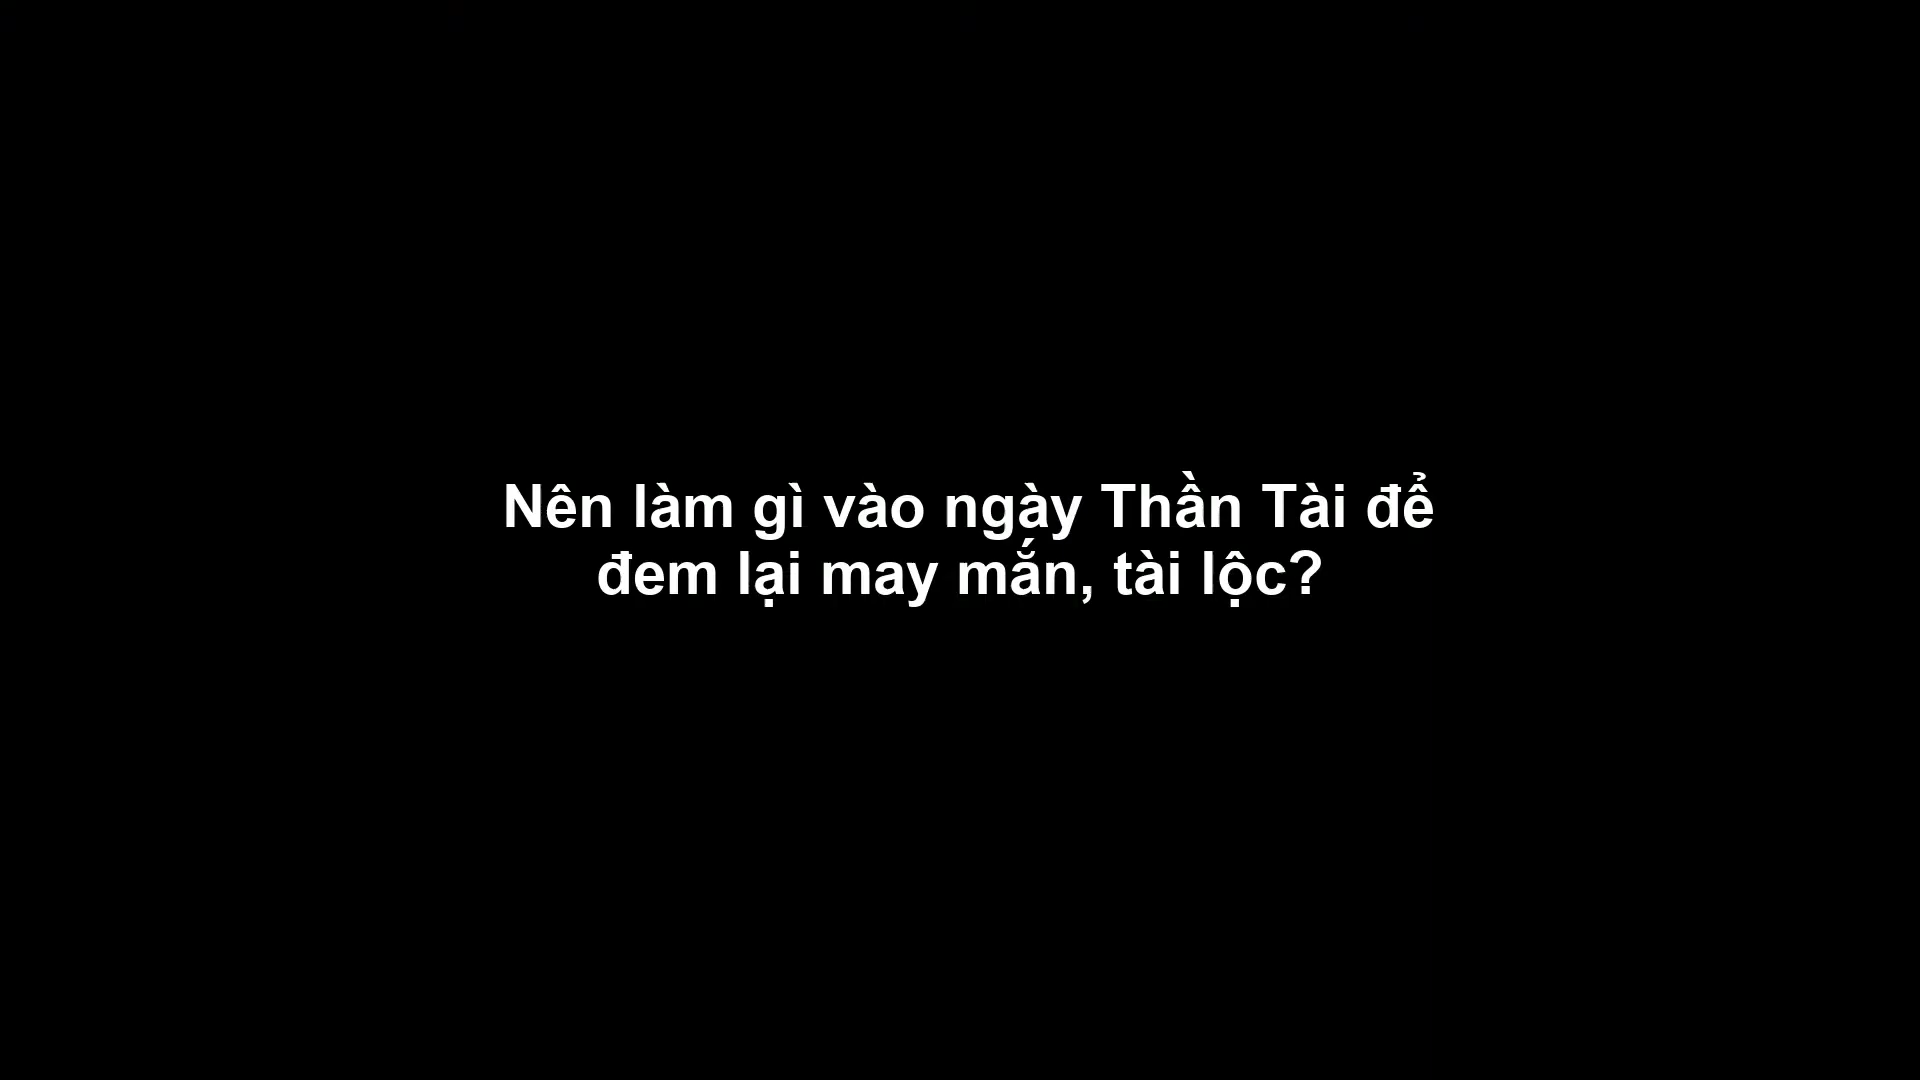 Nên làm gì vào ngày Thần Tài để
đem lại may mắn, tài lộc?